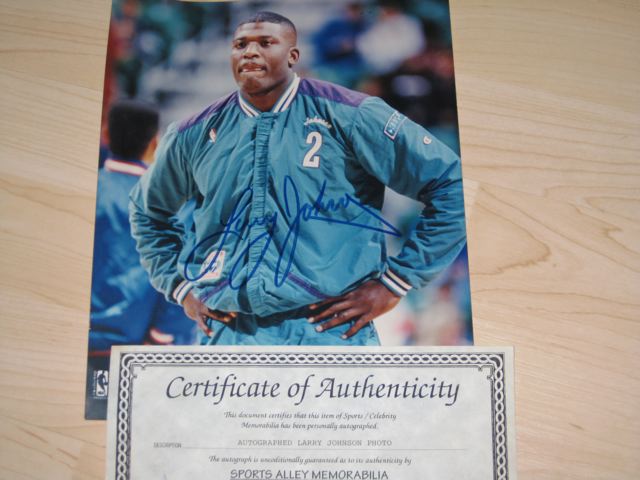 Johnson
2
Larry Johnson
NBA
Certificate of Authenticity
This document certifies that this item of Sports / Celebrity
Memorabilia has been personally autographed.
DESCRIPTION AUTOGRAPHED LARRY JOHNSON PHOTO
The autograph is unconditionally guaranteed as to its authenticity by
SPORTS ALLEY MEMORABILIA